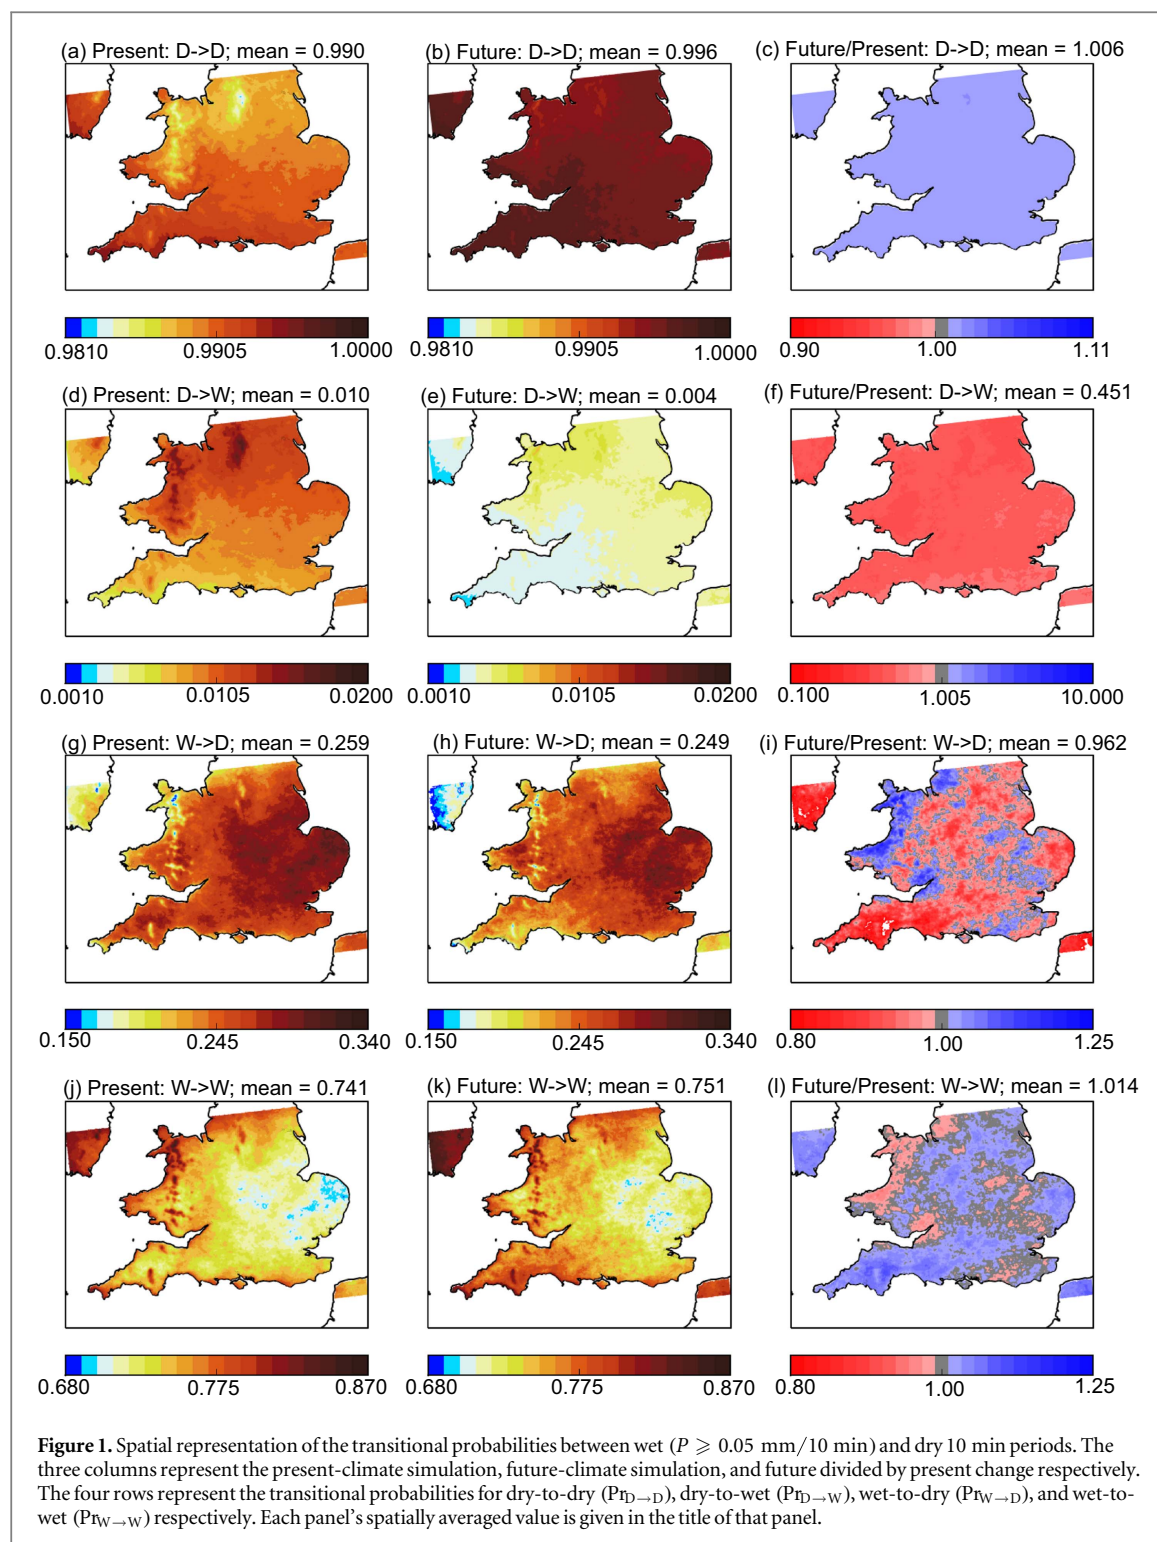 (a) Present: D->D; mean = 0.990
(b) Future: D->D; mean = 0.996
(c) Future/Present: D->D; mean = 1.006
0.9810 0.9905 1.0000
0.9810 0.9905 1.0000
0.90 1.00 1.11
(d) Present: D->W; mean = 0.010
(e) Future: D->W; mean = 0.004
(f) Future/Present: D->W; mean = 0.451
0.0010 0.0105 0.0200
0.0010 0.0105 0.0200
0.100 1.005 10.000
(g) Present: W->D; mean = 0.259
(h) Future: W->D; mean = 0.249
(i) Future/Present: W->D; mean = 0.962
0.150 0.245 0.340
0.150 0.245 0.340
0.80 1.00 1.25
(j) Present: W->W; mean = 0.741
(k) Future: W->W; mean = 0.751
(l) Future/Present: W->W; mean = 1.014
0.680 0.775 0.870
0.680 0.775 0.870
0.80 1.00 1.25
Figure 1. Spatial representation of the transitional probabilities between wet (P ⩾ 0.05 mm/10 min) and dry 10 min periods. The
three columns represent the present-climate simulation, future-climate simulation, and future divided by present change respectively.
The four rows represent the transitional probabilities for dry-to-dry (Pr_{D→D}), dry-to-wet (Pr_{D→W}), wet-to-dry (Pr_{W→D}), and wet-to-
wet (Pr_{W→W}) respectively. Each panel's spatially averaged value is given in the title of that panel.